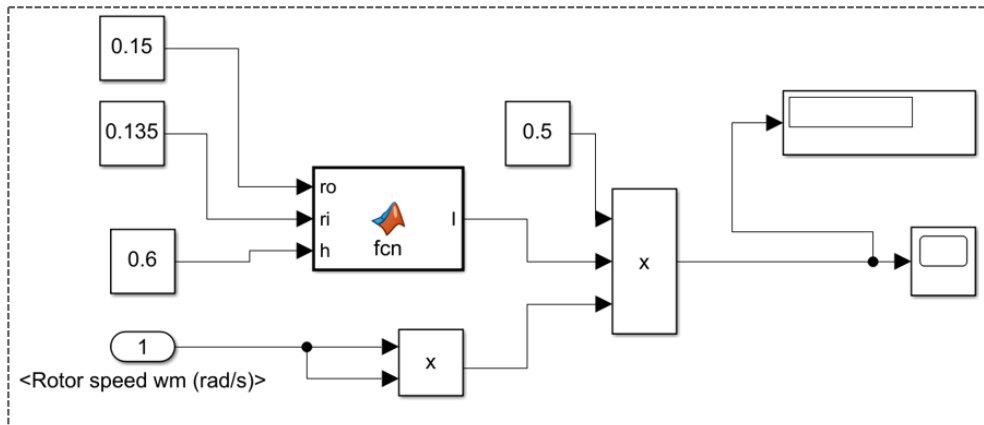 0.15
0.135
0.5
ro
ri
h
I
fcn
0.6
x
1
x
<Rotor speed wm (rad/s)>